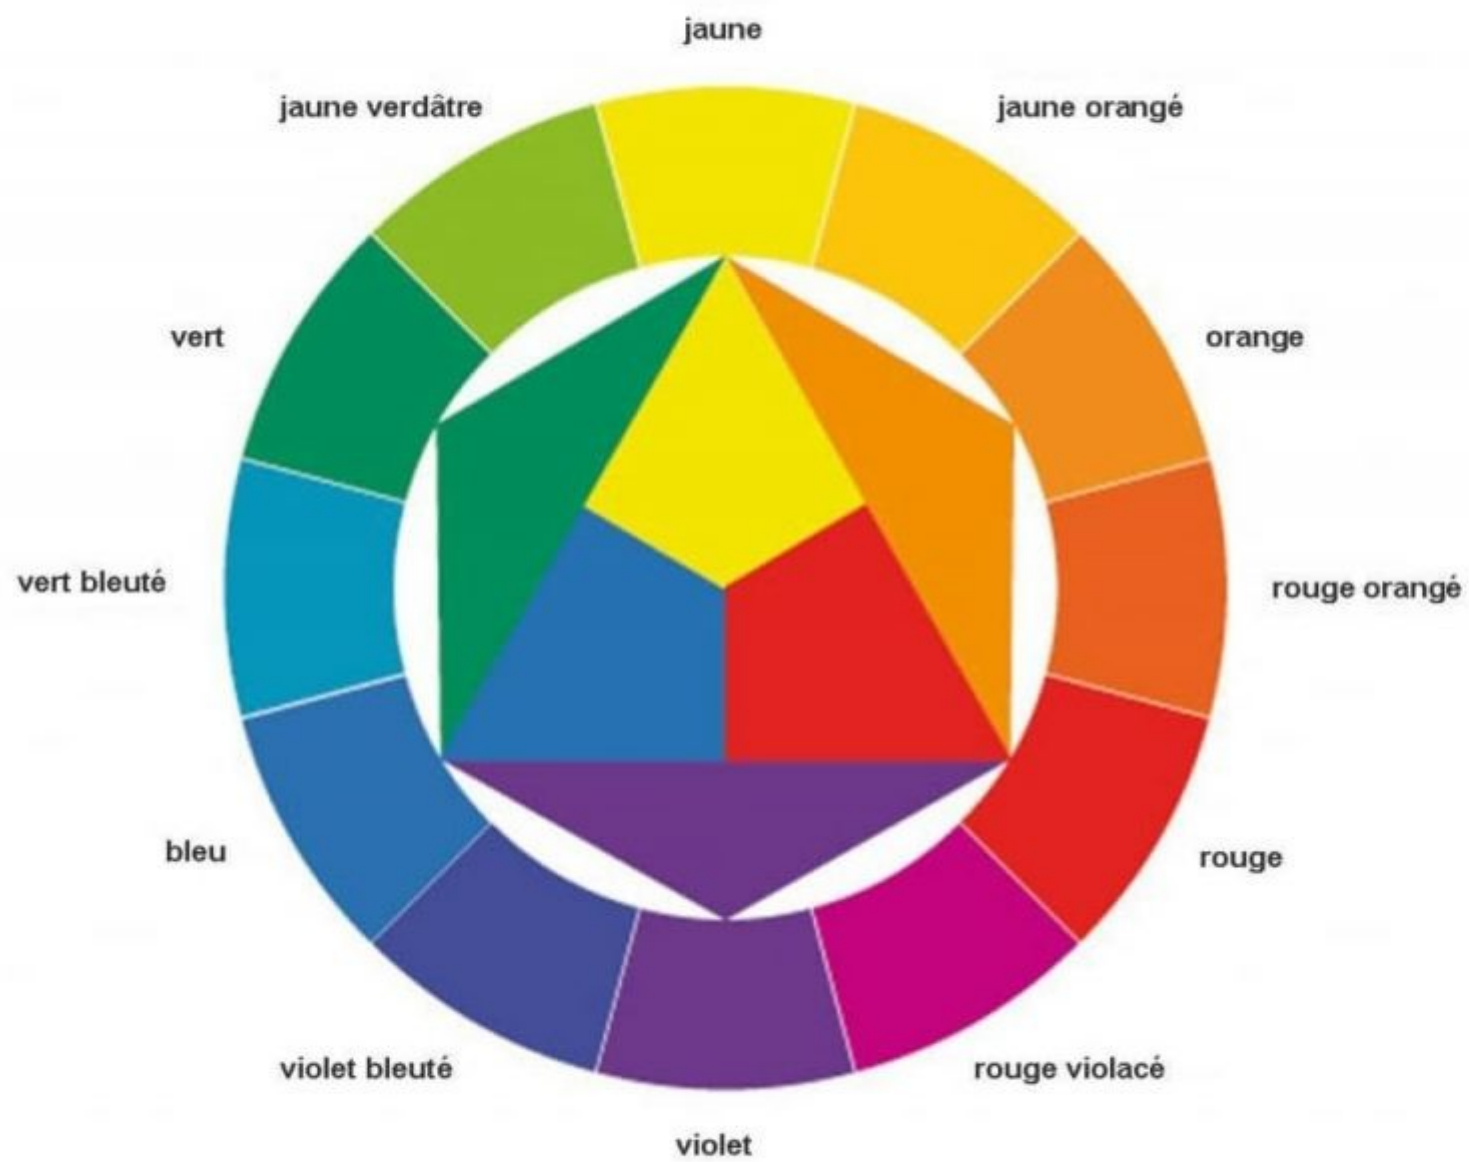 jaune
jaune verdâtre
jaune orangé
vert
orange
vert bleuté
rouge orangé
bleu
rouge
violet bleuté
rouge violacé
violet